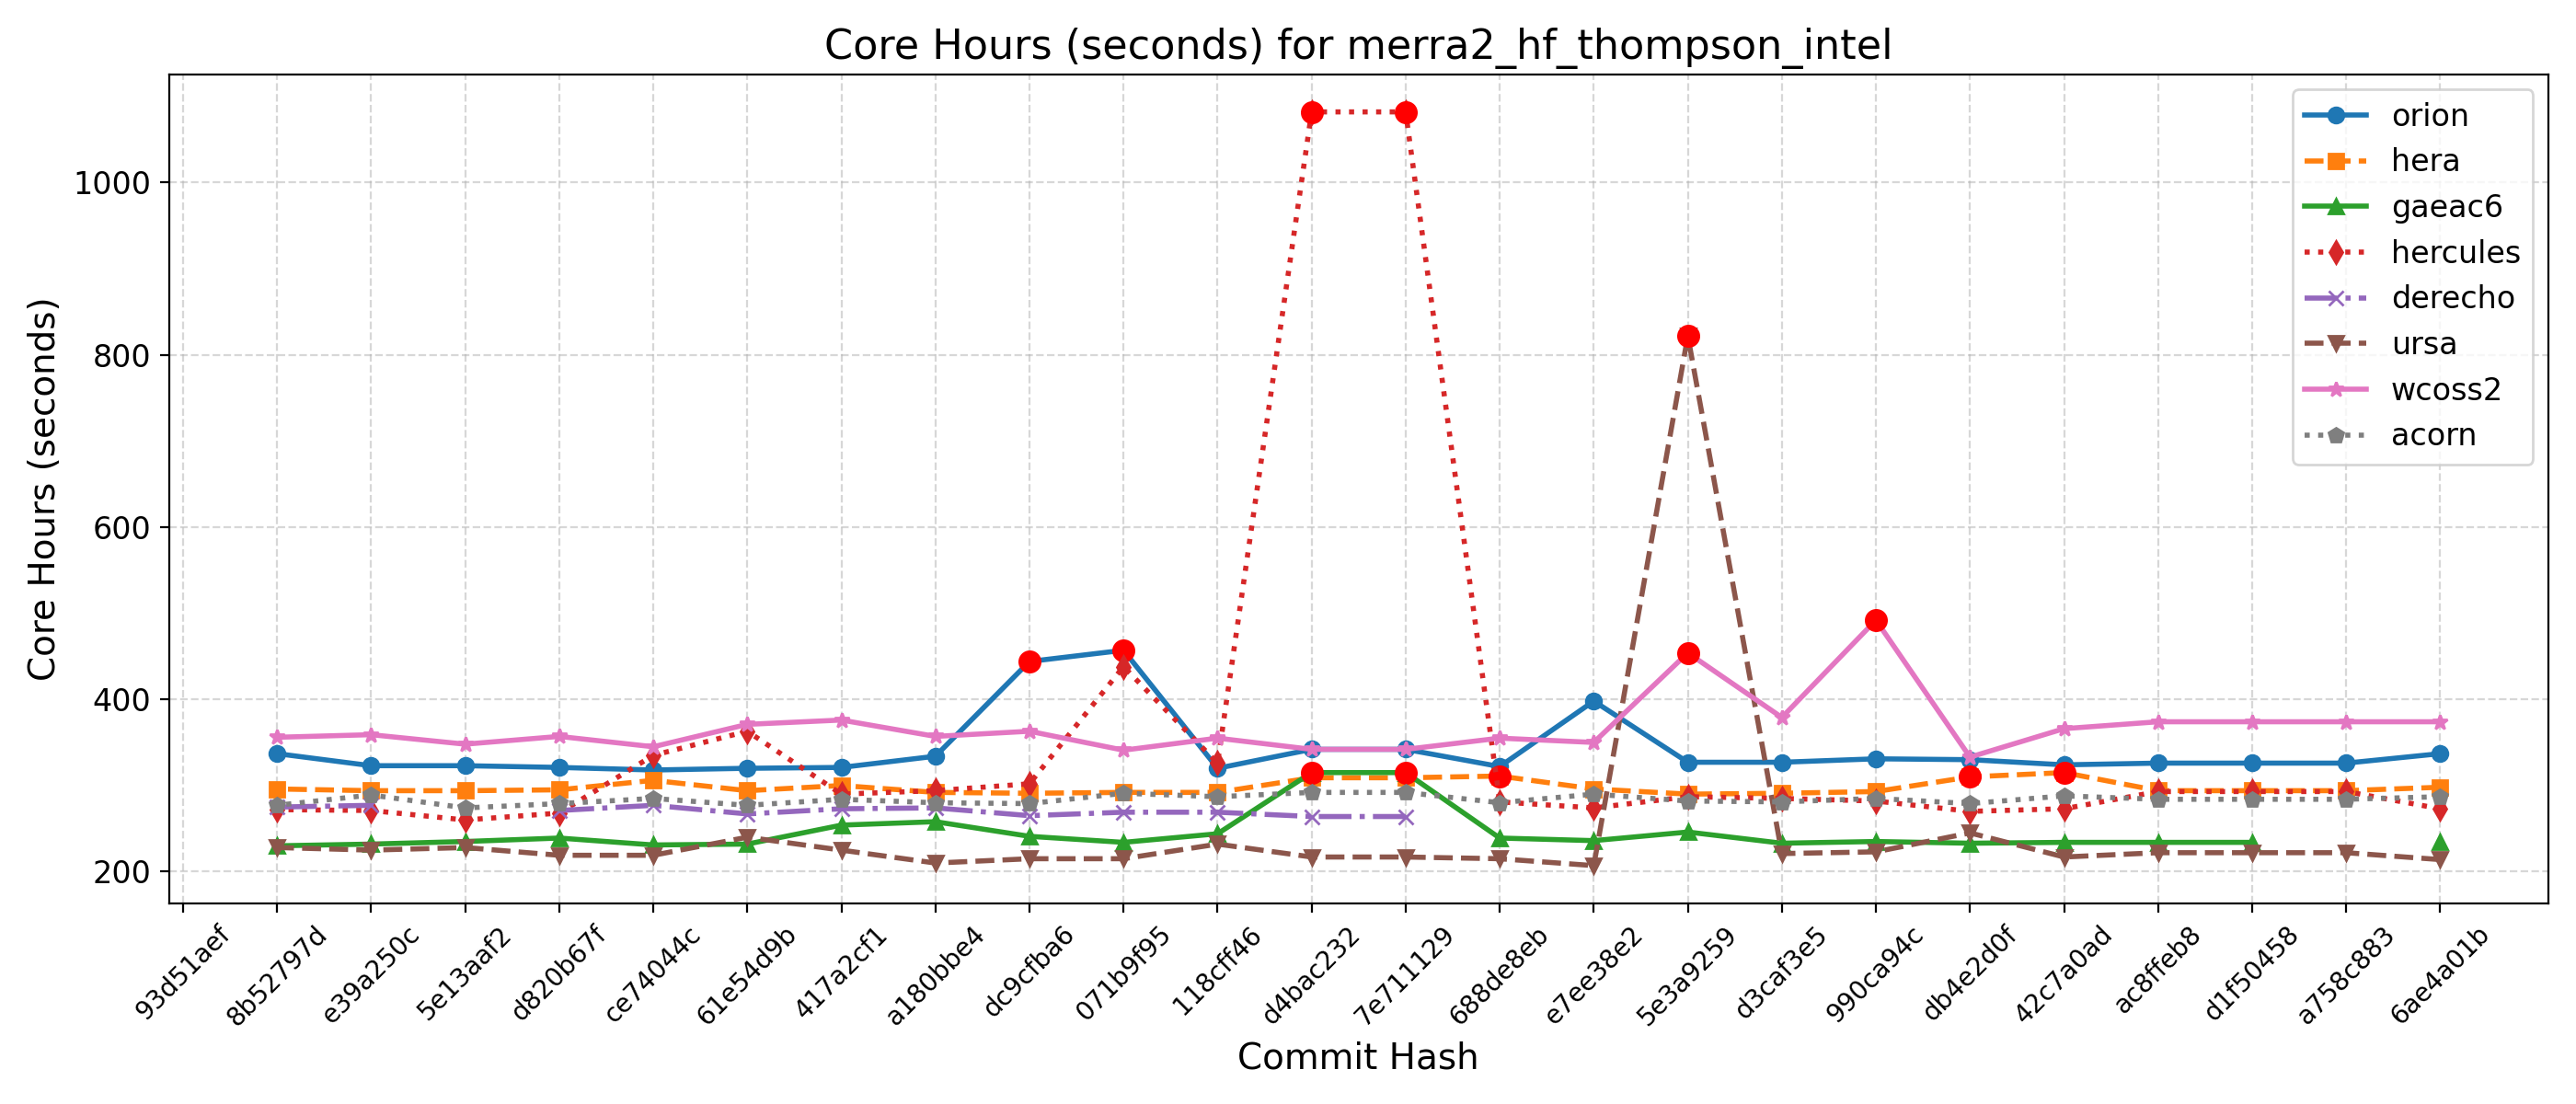 Core Hours (seconds) for merra2_hf_thompson_intel
Core Hours (seconds)
1000
800
600
400
200
orion
hera
gaeac6
hercules
derecho
ursa
wcoss2
acorn
93d51aef
8b52797d
e39a250c
5e13aaf2
d820b67f
ce74044c
61e54d9b
417a2cf1
a180bbe4
dc9cfba6
071b9f95
118cff46
d4bac232
7e711129
688de8eb
e7ee38e2
5e3a9259
d3caf3e5
990ca94c
db4e2d0f
42c7a0ad
ac8ffeb8
d1f50458
a758c883
6ae4a01b
Commit Hash